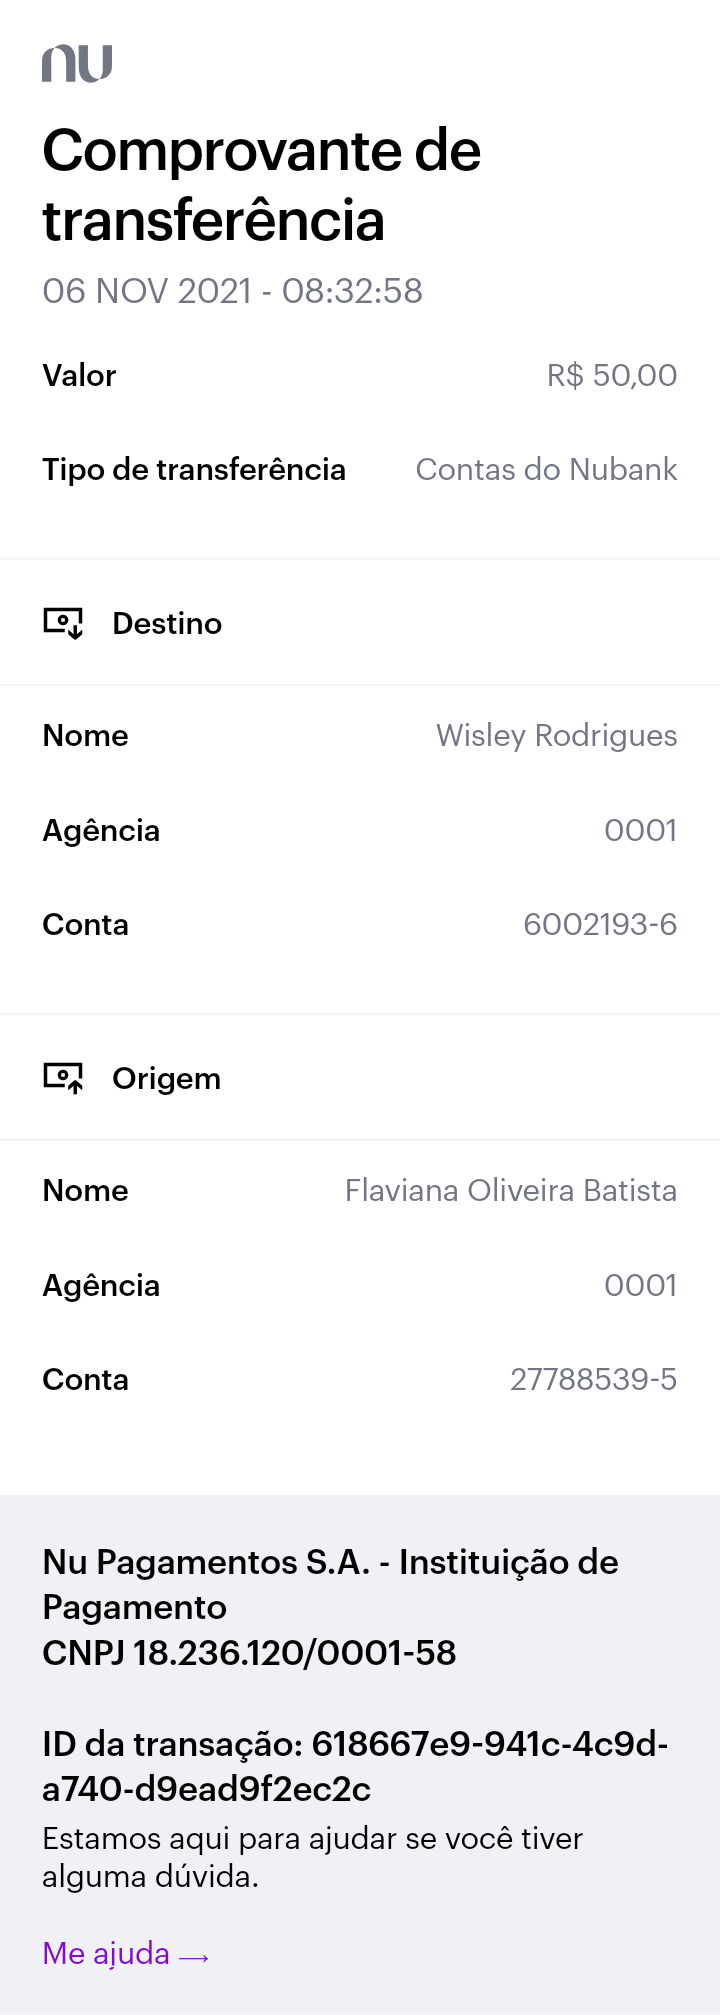 nu
Comprovante de
transferência
06 NOV 2021 - 08:32:58
Valor R$ 50,00
Tipo de transferência Contas do Nubank
Destino
Nome Wisley Rodrigues
Agência 0001
Conta 6002193-6
Origem
Nome Flaviana Oliveira Batista
Agência 0001
Conta 27788539-5
Nu Pagamentos S.A. - Instituição de
Pagamento
CNPJ 18.236.120/0001-58
ID da transação: 618667e9-941c-4c9d-
a740-d9ead9f2ec2c
Estamos aqui para ajudar se você tiver
alguma dúvida.
Me ajuda →